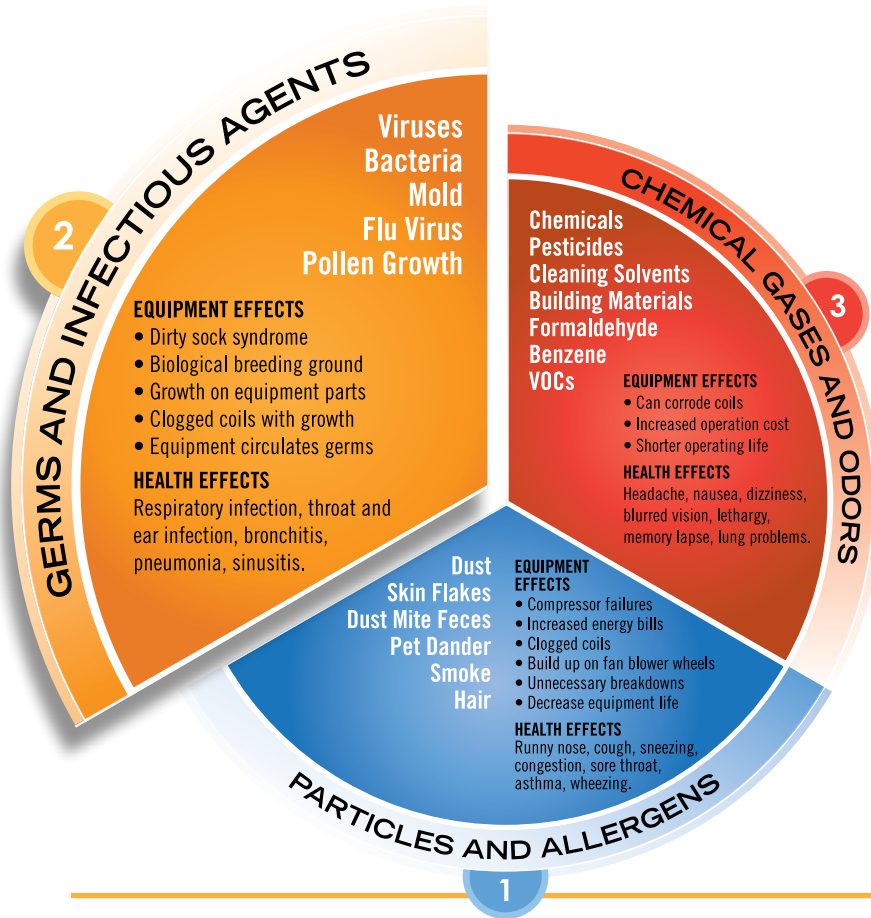 GERMS AND INFECTIOUS AGENTS
2
Viruses
Bacteria
Mold
Flu Virus
Pollen Growth
EQUIPMENT EFFECTS
• Dirty sock syndrome
• Biological breeding ground
• Growth on equipment parts
• Clogged coils with growth
• Equipment circulates germs
HEALTH EFFECTS
Respiratory infection, throat and
ear infection, bronchitis,
pneumonia, sinusitis.
CHEMICAL GASES AND ODORS
3
Chemicals
Pesticides
Cleaning Solvents
Building Materials
Formaldehyde
Benzene
VOCs
EQUIPMENT EFFECTS
• Can corrode coils
• Increased operation cost
• Shorter operating life
HEALTH EFFECTS
Headache, nausea, dizziness,
blurred vision, lethargy,
memory lapse, lung problems.
Dust
Skin Flakes
Dust Mite Feces
Pet Dander
Smoke
Hair
EQUIPMENT
EFFECTS
• Compressor failures
• Increased energy bills
• Clogged coils
• Build up on fan blower wheels
• Unnecessary breakdowns
• Decrease equipment life
HEALTH EFFECTS
Runny nose, cough, sneezing,
congestion, sore throat,
asthma, wheezing.
PARTICLES AND ALLERGENS
1